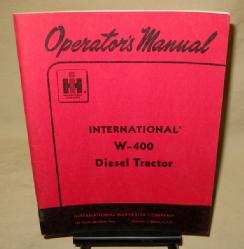 Operator's Manual
IH
INTERNATIONAL
W-400
Diesel Tractor
INTERNATIONAL HARVESTER COMPANY